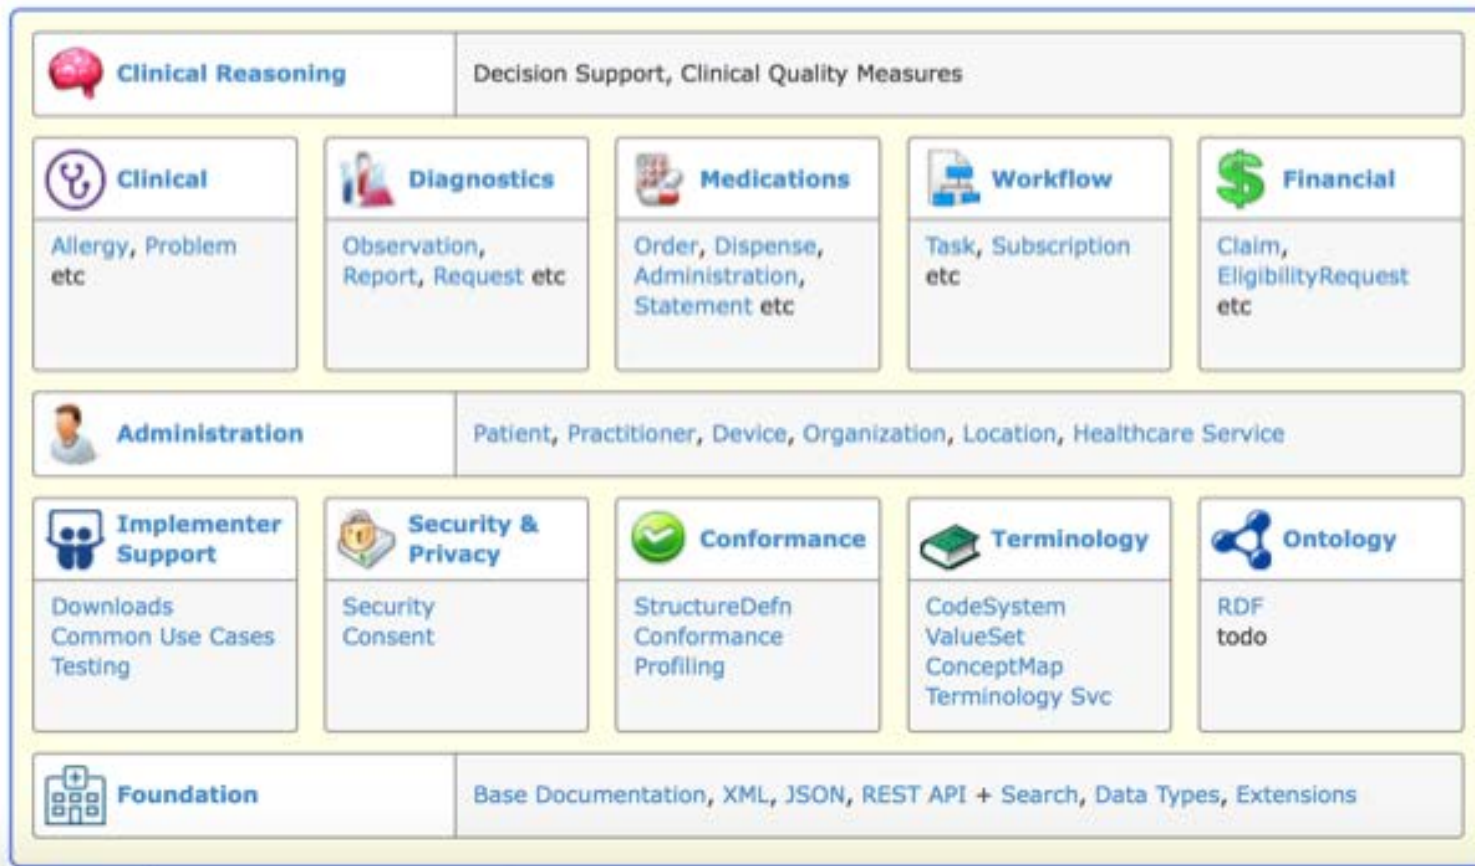 Clinical Reasoning
Decision Support, Clinical Quality Measures
Clinical
Allergy, Problem
etc
Diagnostics
Observation,
Report, Request etc
Medications
Order, Dispense,
Administration,
Statement etc
Workflow
Task, Subscription
etc
Financial
Claim,
EligibilityRequest
etc
Administration
Patient, Practitioner, Device, Organization, Location, Healthcare Service
Implementer
Support
Downloads
Common Use Cases
Testing
Security &
Privacy
Security
Consent
Conformance
StructureDefn
Conformance
Profiling
Terminology
CodeSystem
ValueSet
ConceptMap
Terminology Svc
Ontology
RDF
todo
Foundation
Base Documentation, XML, JSON, REST API + Search, Data Types, Extensions